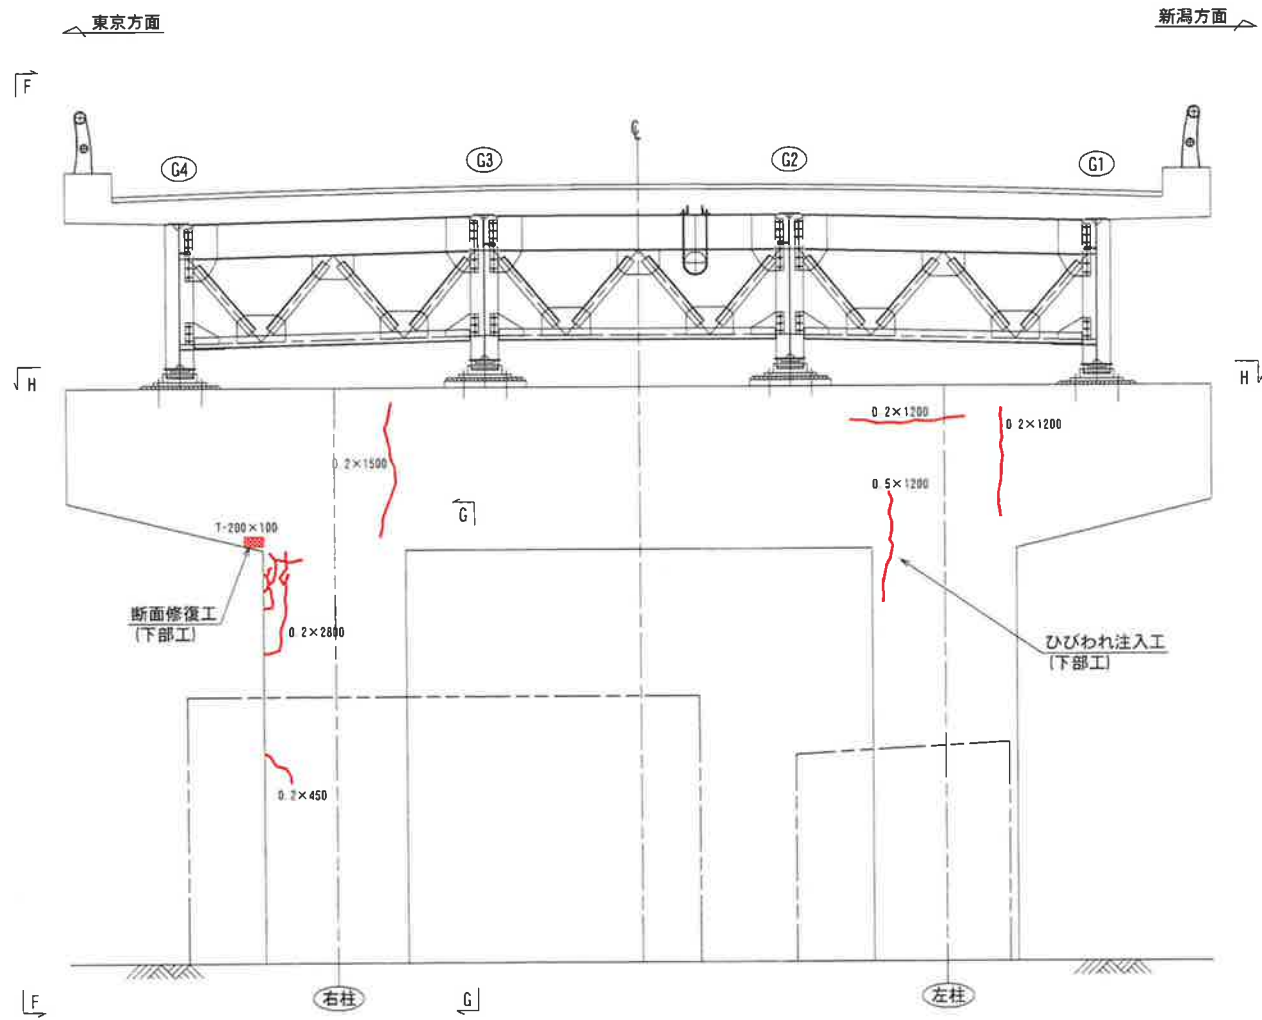 東京方面
新潟方面
F
G4
G3
℄
G2
G1
H
H
0.2×1200
0.2×1200
0.2×1500
0.5×1200
G
T-200×100
断面修復工
(下部工)
0.2×2800
ひびわれ注入工
(下部工)
0.2×450
F
右柱
G
左柱